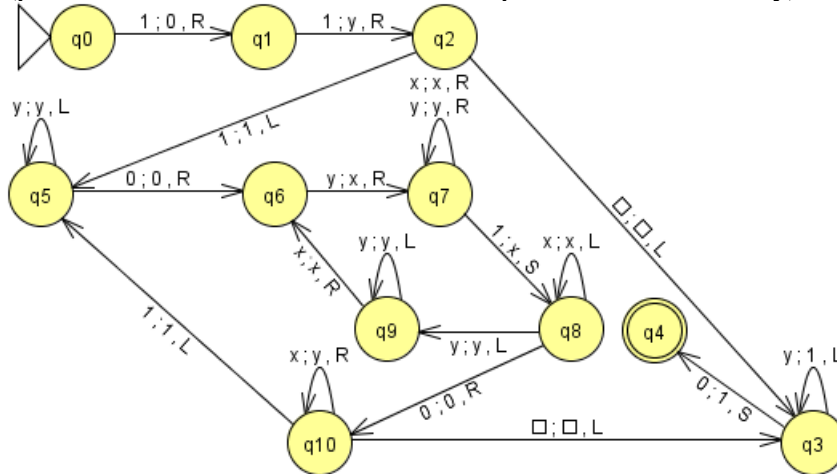 1 ; 0 , R
1 ; y , R
q0
q1
q2
x ; x , R
y ; y , L
y ; y , R
1 ; 1 , L
0 ; 0 , R
y ; x , R
q5
q6
q7
□ ; □ , L
1 ; x , S
x ; x , L
y ; y , L
x ; x , R
q9
q8
q4
y ; y , L
1 ; 1 , L
x ; y , R
0 ; 0 , R
0 ; 1 , S
y ; 1 , L
□ ; □ , L
q10
q3